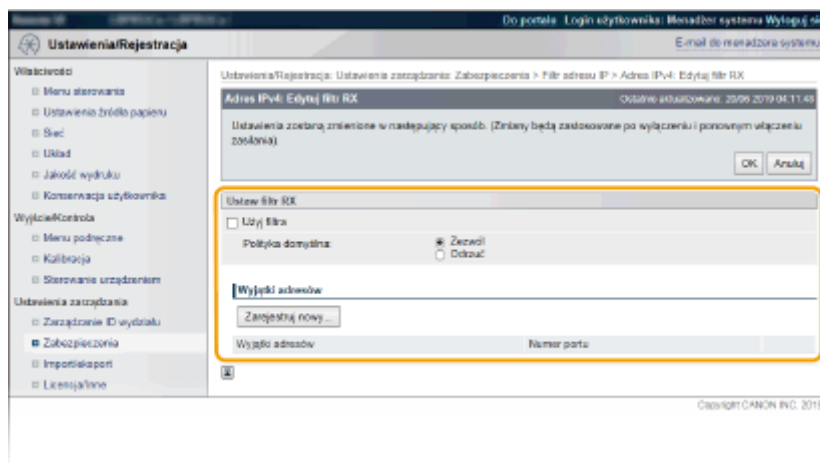 Do portalu Login użytkownika: Menadżer systemu Wyloguj się
Ustawienia/Rejestracja
E-mail do menadżera systemu
Właściwości
Menu sterowania
Ustawienia źródła papieru
Sieć
Układ
Jakość wydruku
Konserwacja użytkownika
Wyjście/Kontrola
Menu podręczne
Kalibracja
Sterowanie urządzeniem
Ustawienia zarządzania
Zarządzanie ID wydziału
Zabezpieczenia
Import/eksport
Licencja/Inne
Ustawienia/Rejestracja: Ustawienia zarządzania: Zabezpieczenia > Filtr adresu IP > Adres IPv4: Edytuj filtr RX
Adres IPv4: Edytuj filtr RX
Ostatnio aktualizowano: 20/06 2019 04:11:48
Ustawienia zostaną zmienione w następujący sposób. (Zmiany będą zastosowane po wyłączeniu i ponownym włączeniu
zasilania).
OK Anuluj
Ustaw filtr RX
Użyj filtra
Polityka domyślna:
Zezwól
Odrzuć
Wyjątki adresów
Zarejestruj nowy...
Wyjątki adresów
Numer portu
Copyright CANON INC. 2019